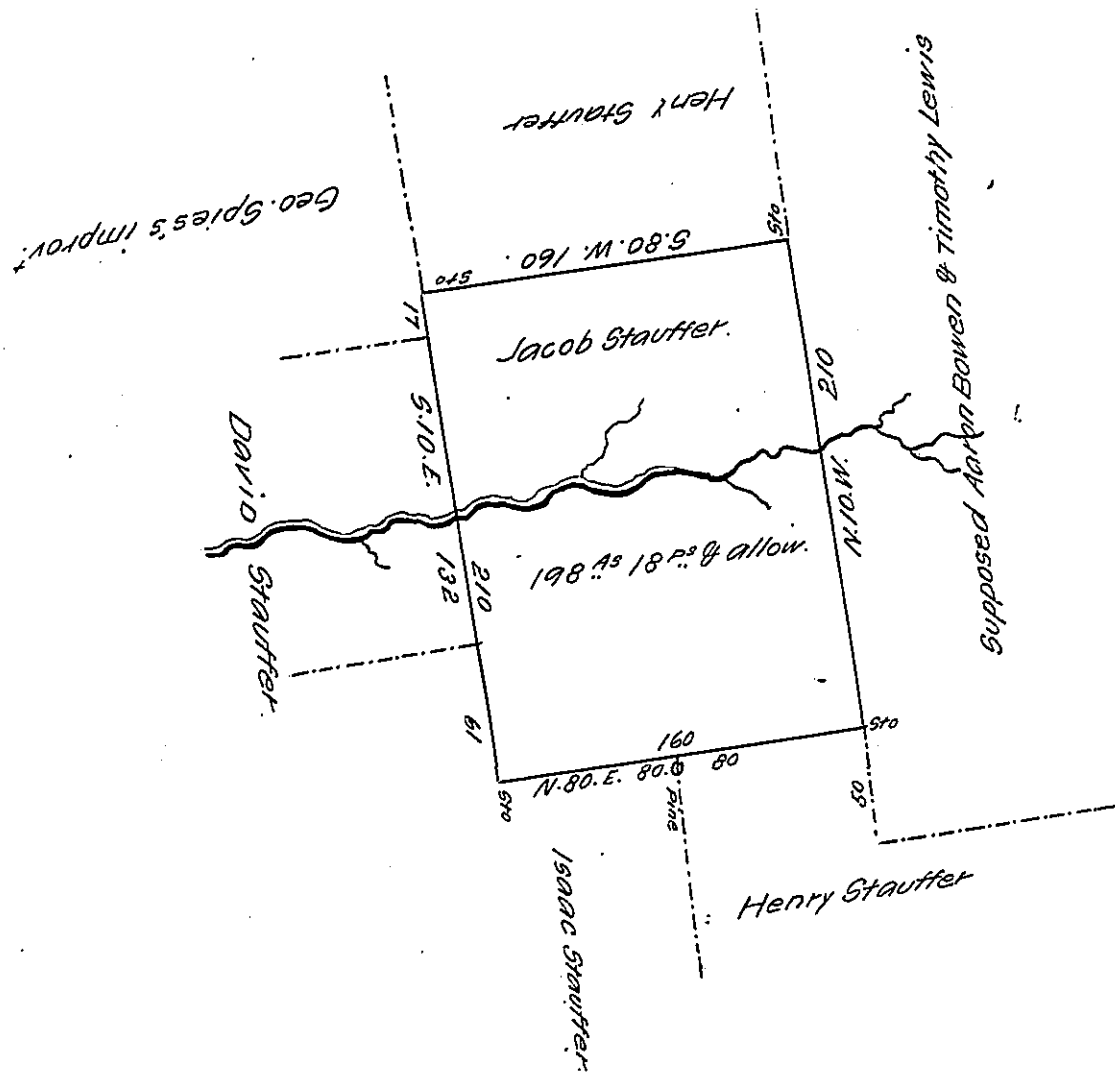 Henỵ Stauffer
Geo. Spies's improv.t
Supposed Aaron Bowen & Timothy Lewis
Sto
S.80.W. 160.
Sto
17
Jacob Stauffer.
210
N.10.W.
S.10.E.
David Stauffer.
198 As 18 Ps & allow.
210
132
61
Sto
160
N.80.E. 80.
80
Sto
Pine
50
Isaac Stauffer.
Henry Stauffer